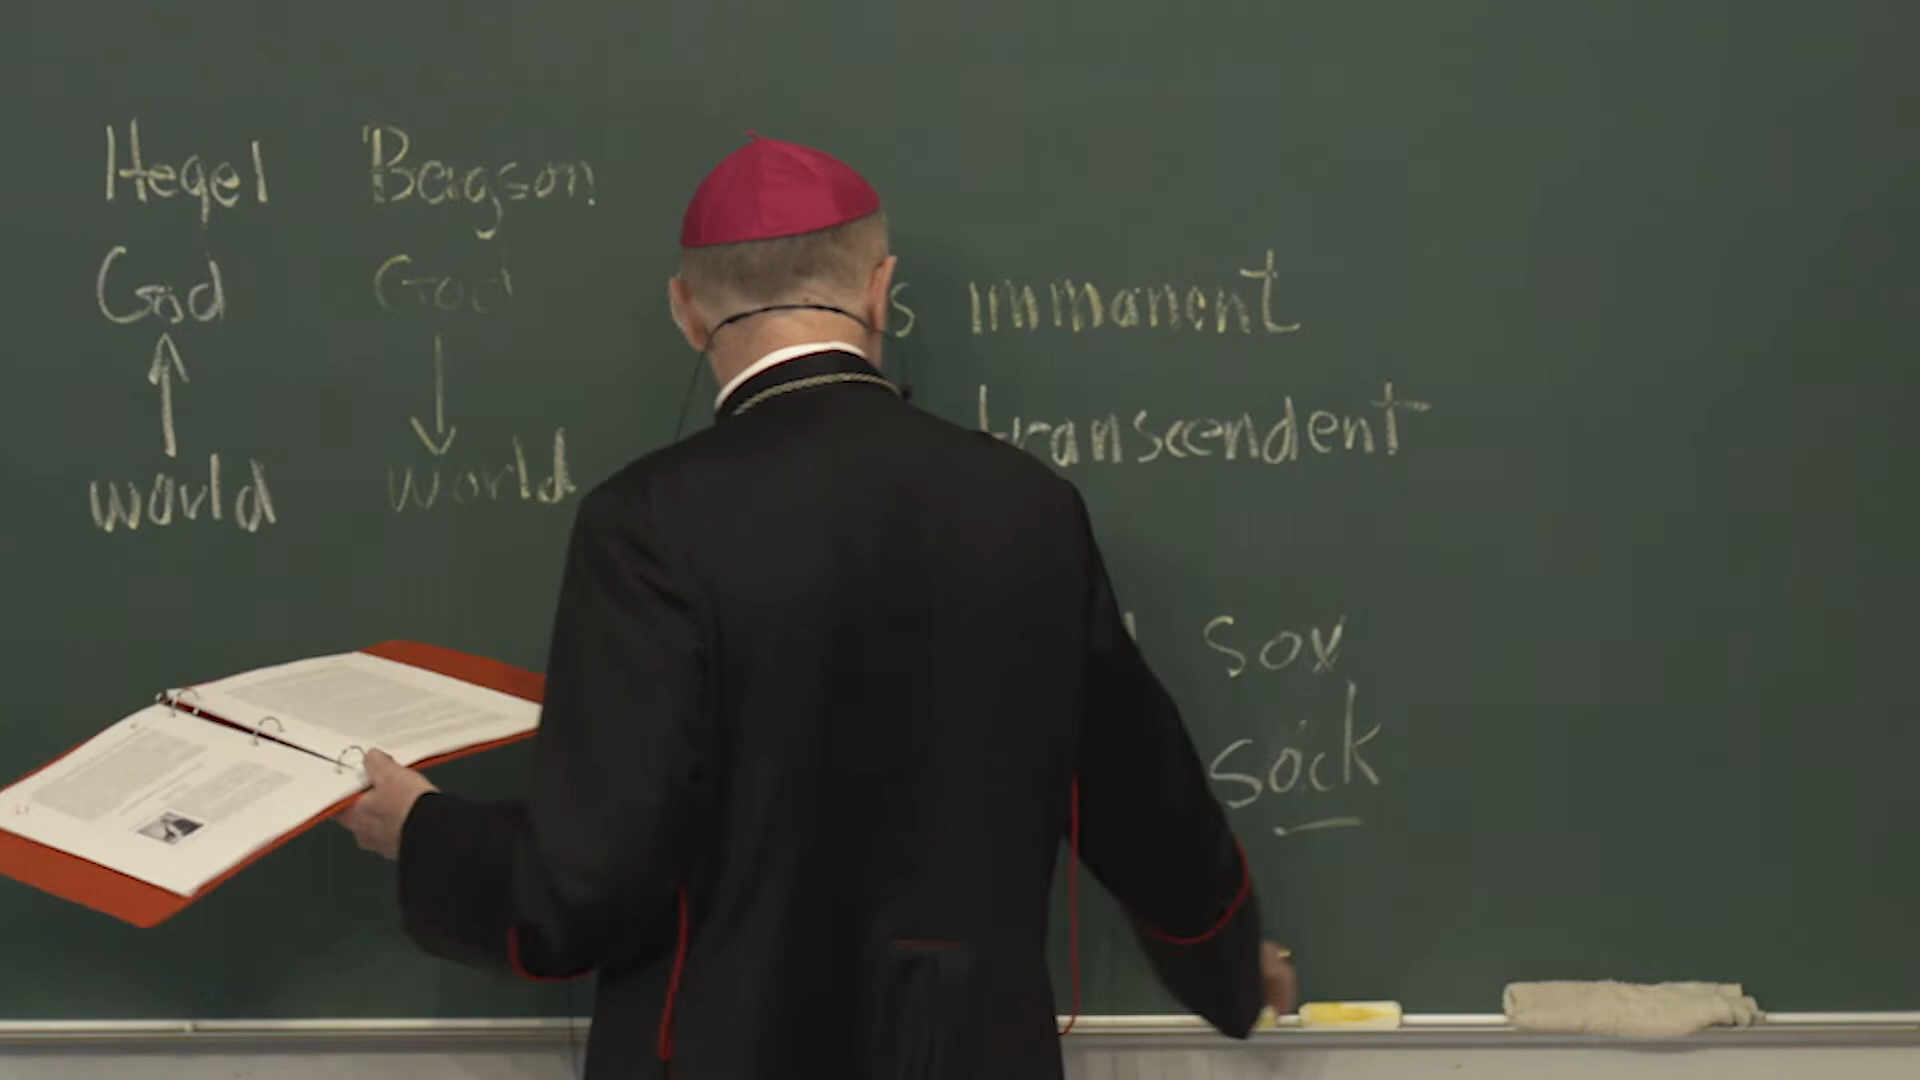 Hegel Bergson
God God
immanent
transcendent
world world
sox
sock